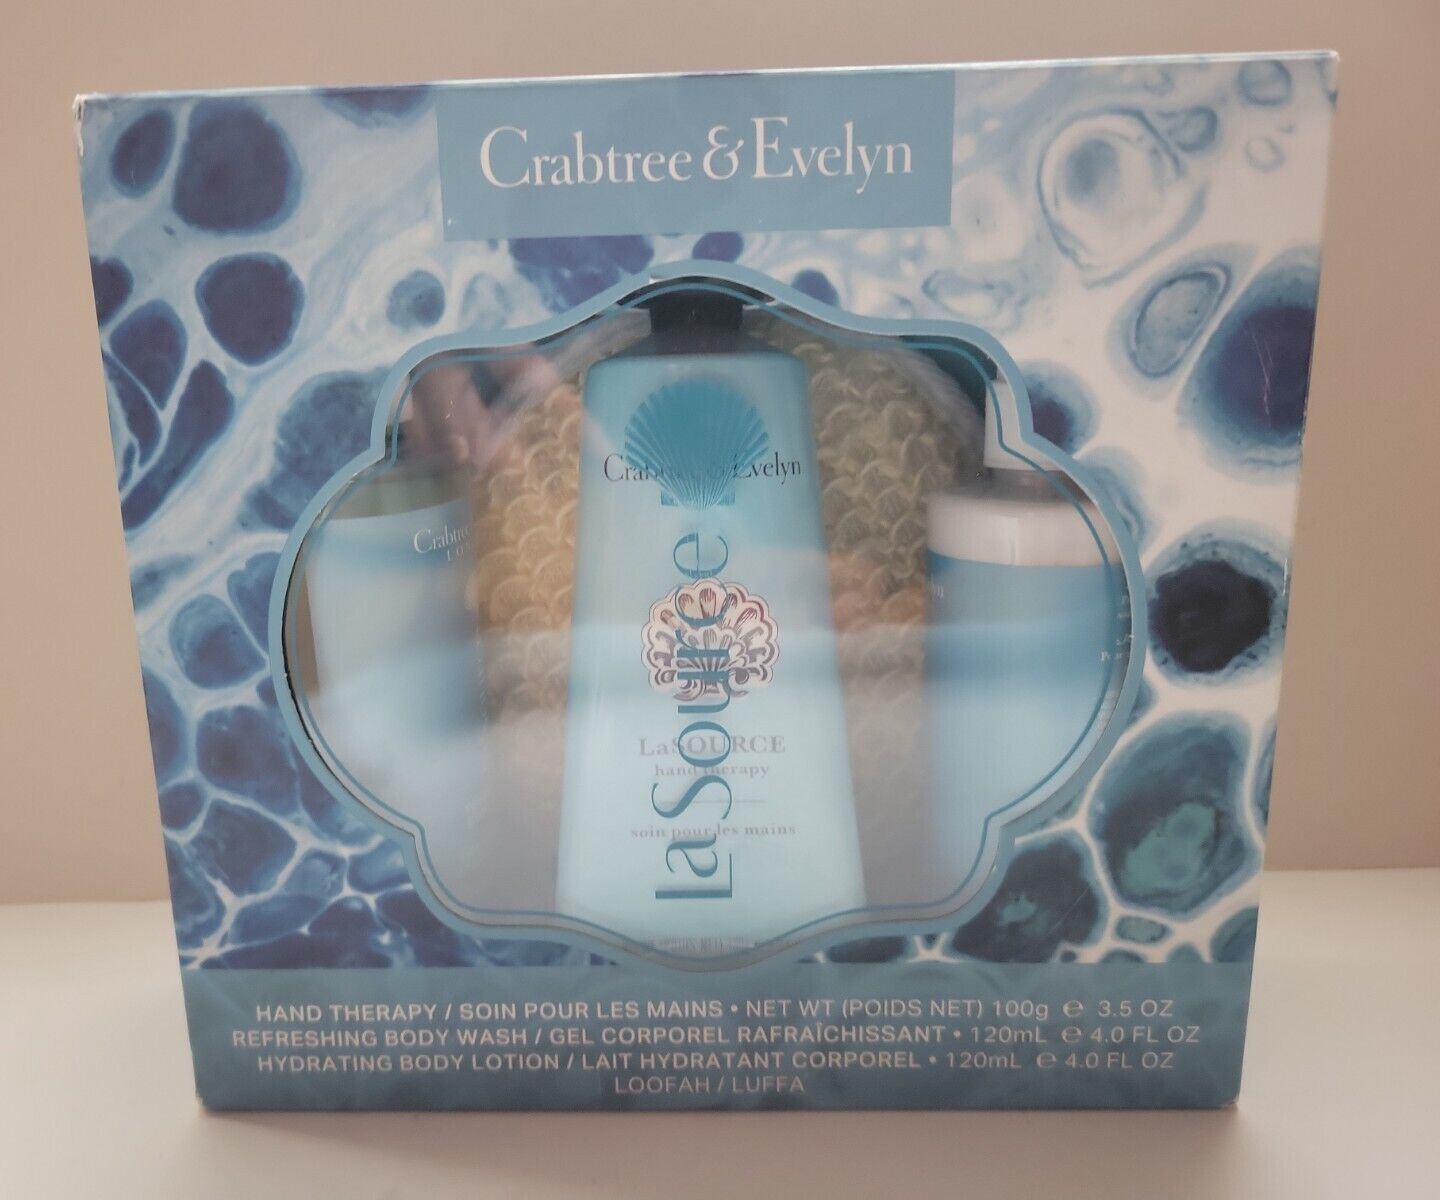 Crabtree & Evelyn
Crabtree & Evelyn
Crabtree
La Source
LaSOURCE
hand therapy
soin pour les mains
HAND THERAPY / SOIN POUR LES MAINS • NET WT (POIDS NET) 100g ℮ 3.5 OZ
REFRESHING BODY WASH / GEL CORPOREL RAFRAÎCHISSANT • 120mL ℮ 4.0 FL OZ
HYDRATING BODY LOTION / LAIT HYDRATANT CORPOREL • 120mL ℮ 4.0 FL OZ
LOOFAH / LUFFA